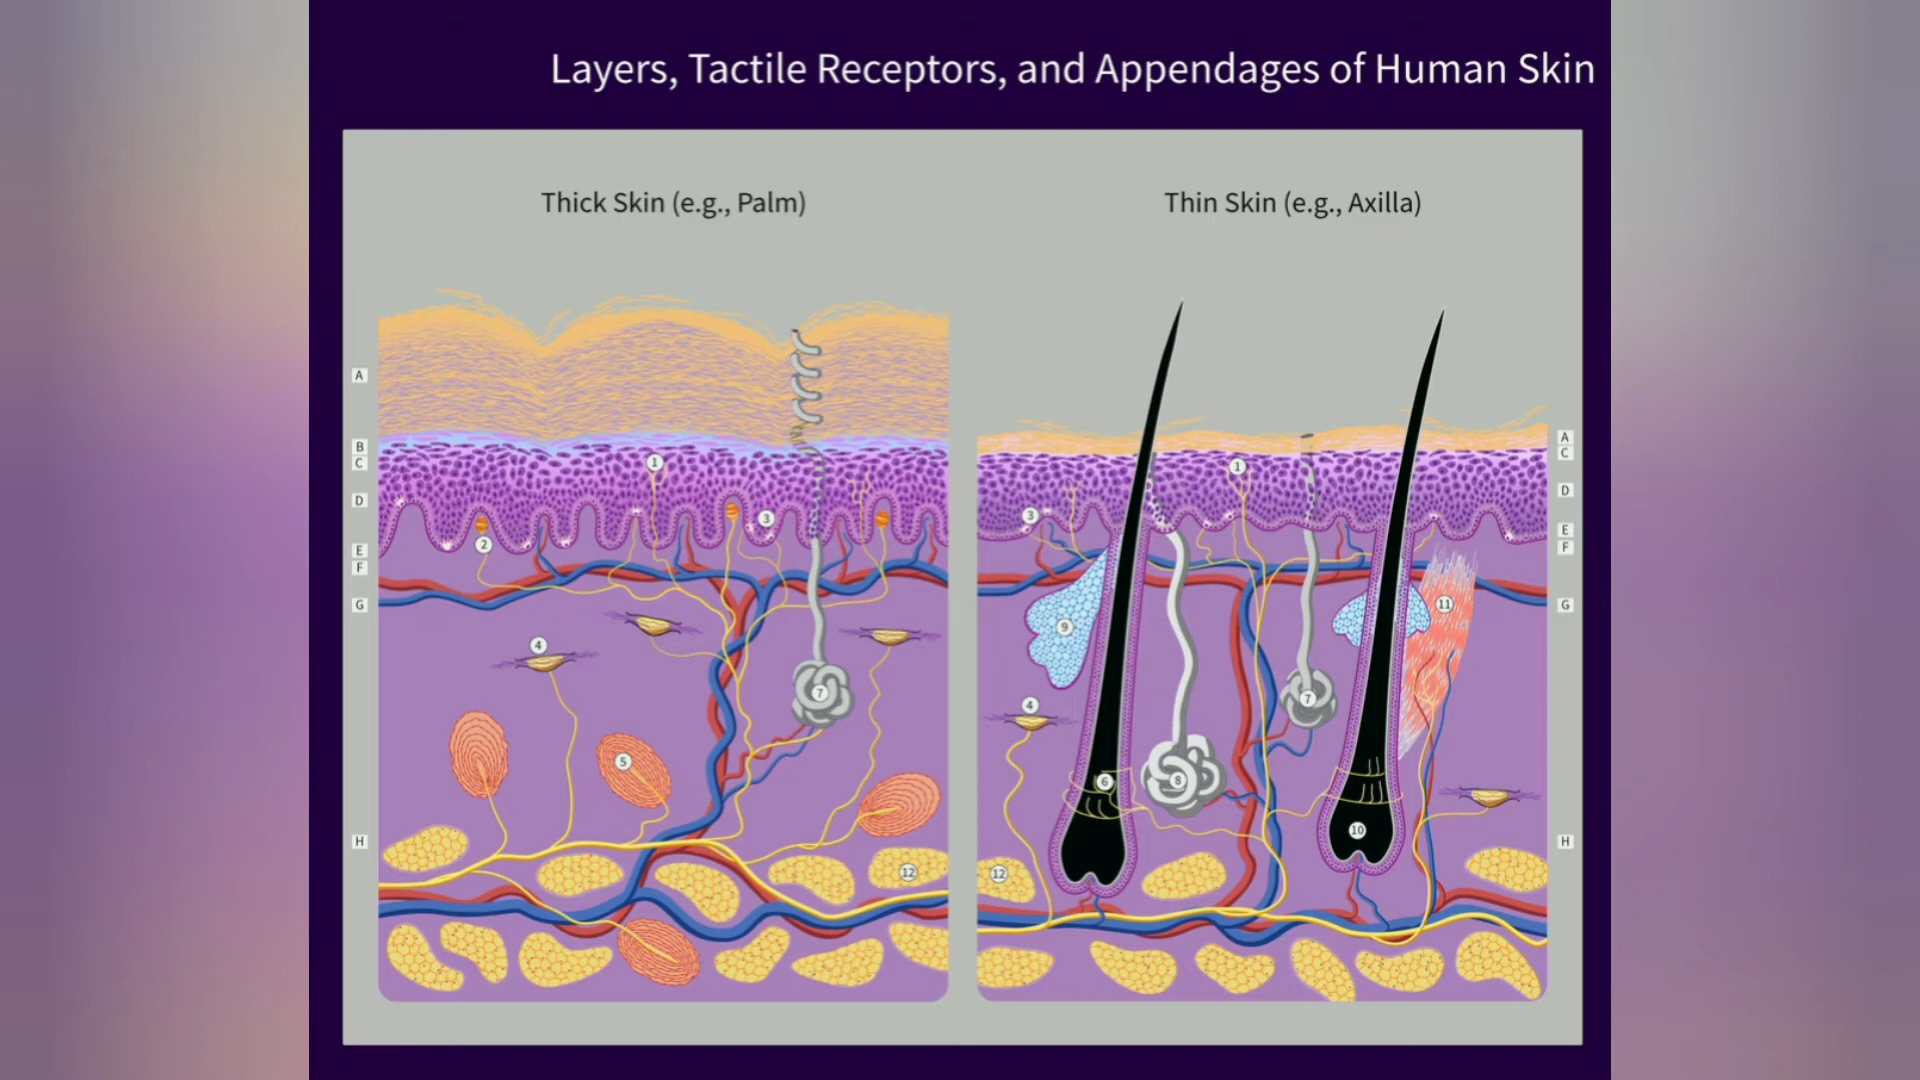 Layers, Tactile Receptors, and Appendages of Human Skin
Thick Skin (e.g., Palm)
Thin Skin (e.g., Axilla)
A
B
C
D
E
F
G
H
1
2
3
4
5
7
12
A
C
D
E
F
G
H
1
3
4
6
7
8
9
10
11
12